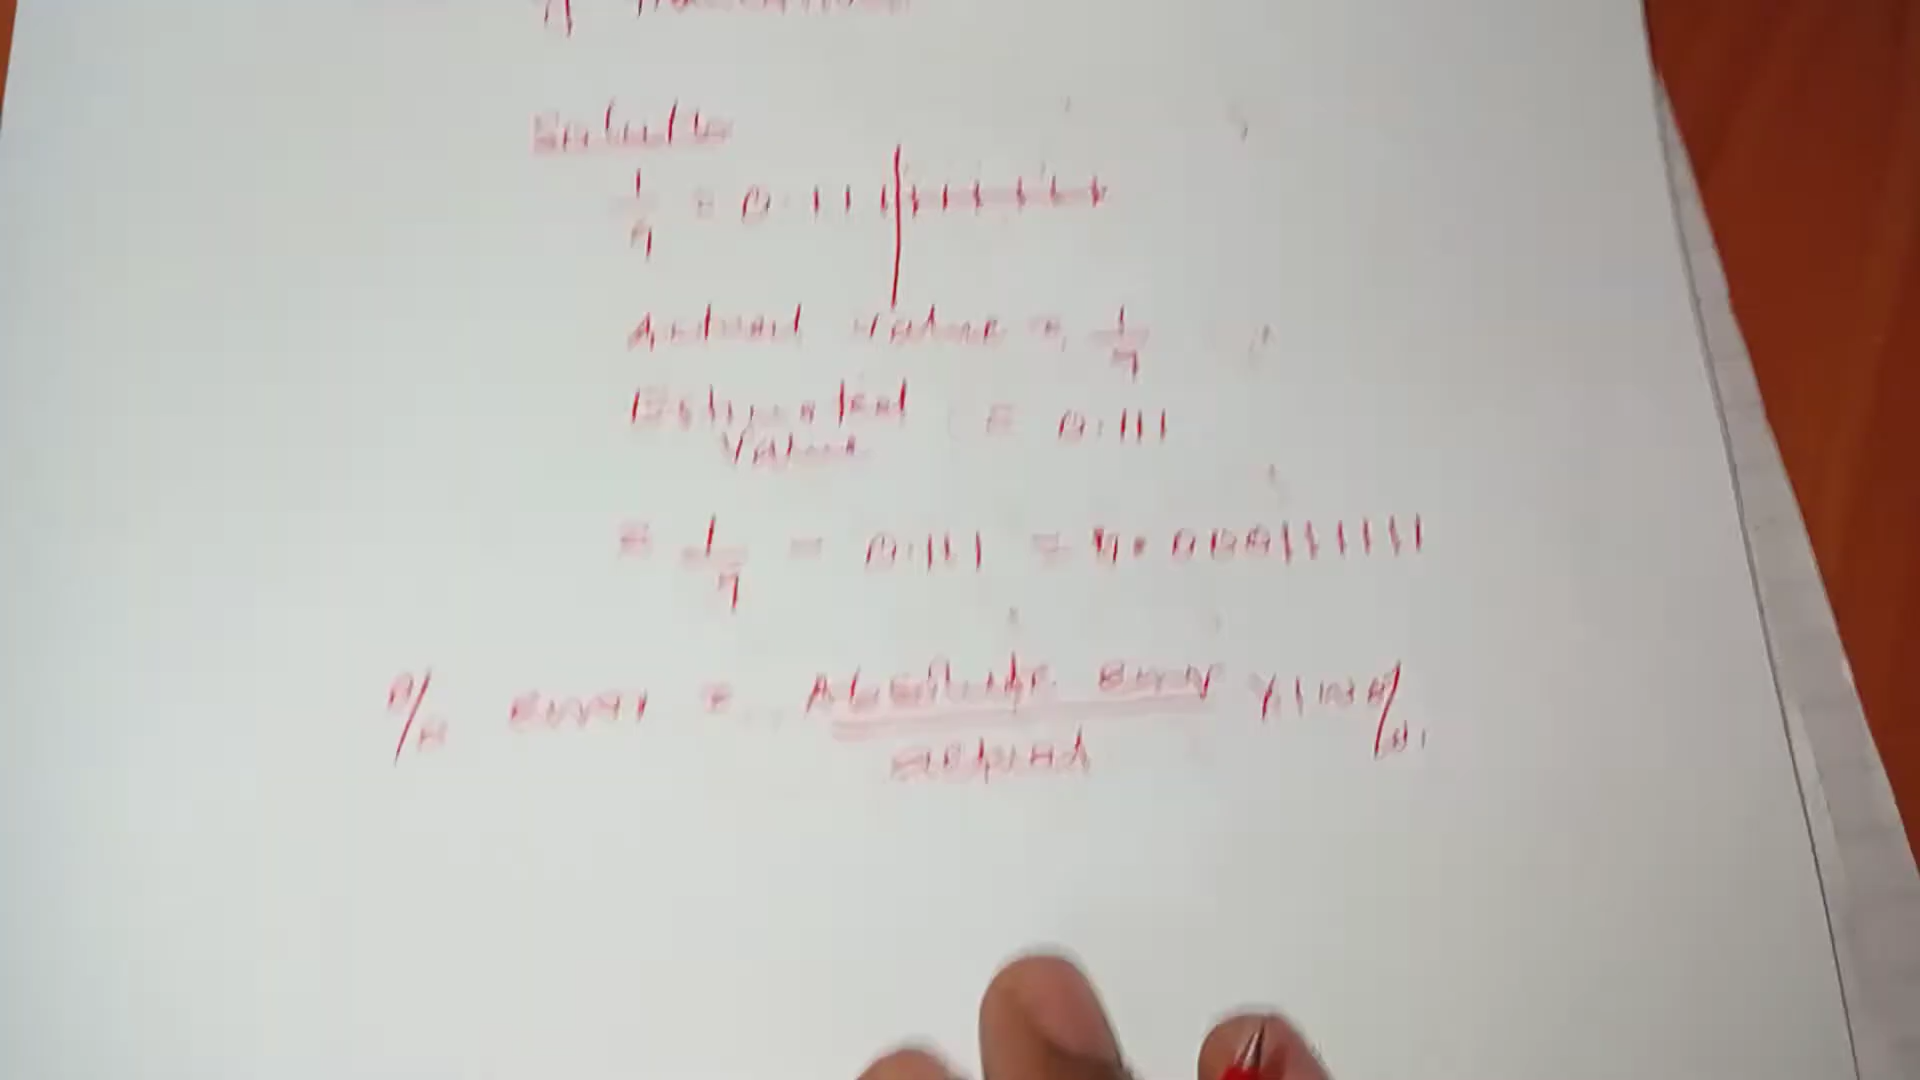 Solution
1/9 = 0.111111111
Actual Value = 1/9
Estimated = 0.111
Value
= 1/9 - 0.111 = 0.000111111
% error = Absolute error X 100%
actual